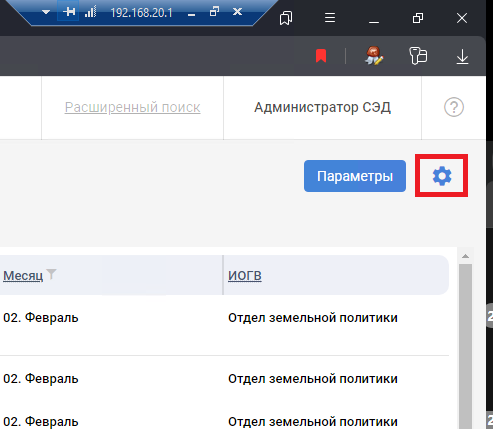 192.168.20.1
Расширенный поиск
Администратор СЭД
?
Параметры
Месяц
ИОГВ
02. Февраль
Отдел земельной политики
02. Февраль
Отдел земельной политики
02. Февраль
Отдел земельной политики